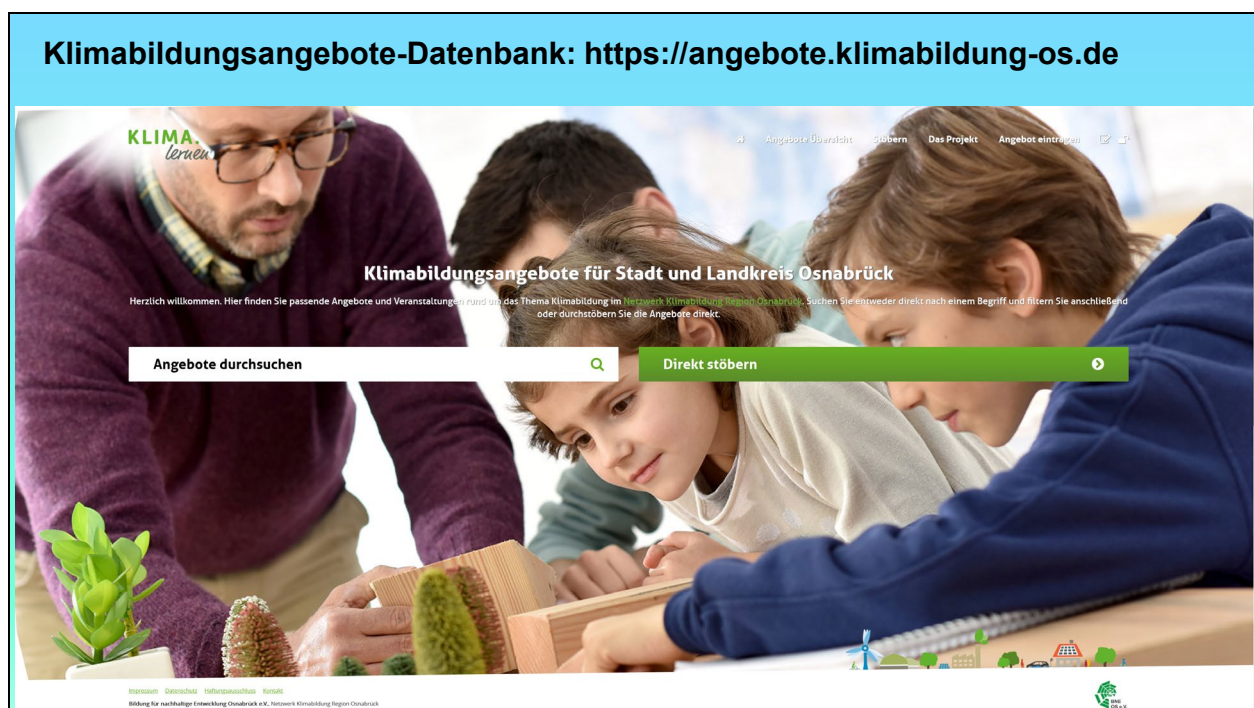 Klimabildungsangebote-Datenbank: https://angebote.klimabildung-os.de
KLIMA.
lernen
Angebote Übersicht Stöbern Das Projekt Angebot eintragen
Klimabildungsangebote für Stadt und Landkreis Osnabrück
Herzlich willkommen. Hier finden Sie passende Angebote und Veranstaltungen rund um das Thema Klimabildung im Netzwerk Klimabildung Region Osnabrück. Suchen Sie entweder direkt nach einem Begriff und filtern Sie anschließend
oder durchstöbern Sie die Angebote direkt.
Angebote durchsuchen
Direkt stöbern
Impressum Datenschutz Haftungsausschluss Kontakt
Bildung für nachhaltige Entwicklung Osnabrück e.V., Netzwerk Klimabildung Region Osnabrück
BNE
OS e.V.